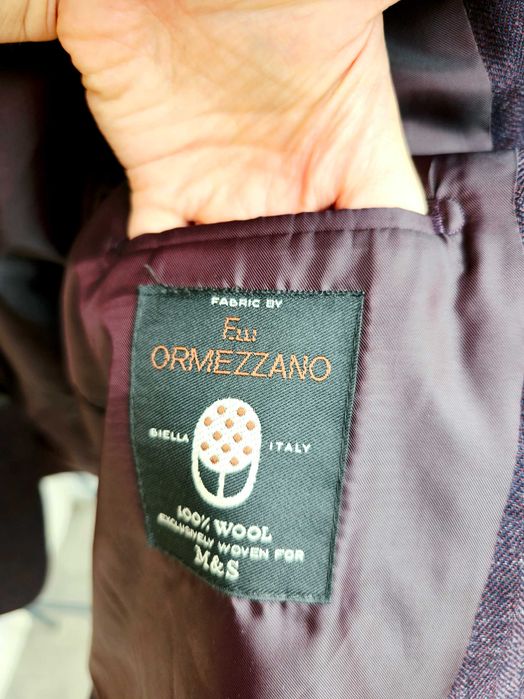 FABRIC BY
F.LLI
ORMEZZANO
BIELLA ITALY
100% WOOL
EXCLUSIVELY WOVEN FOR
M&S